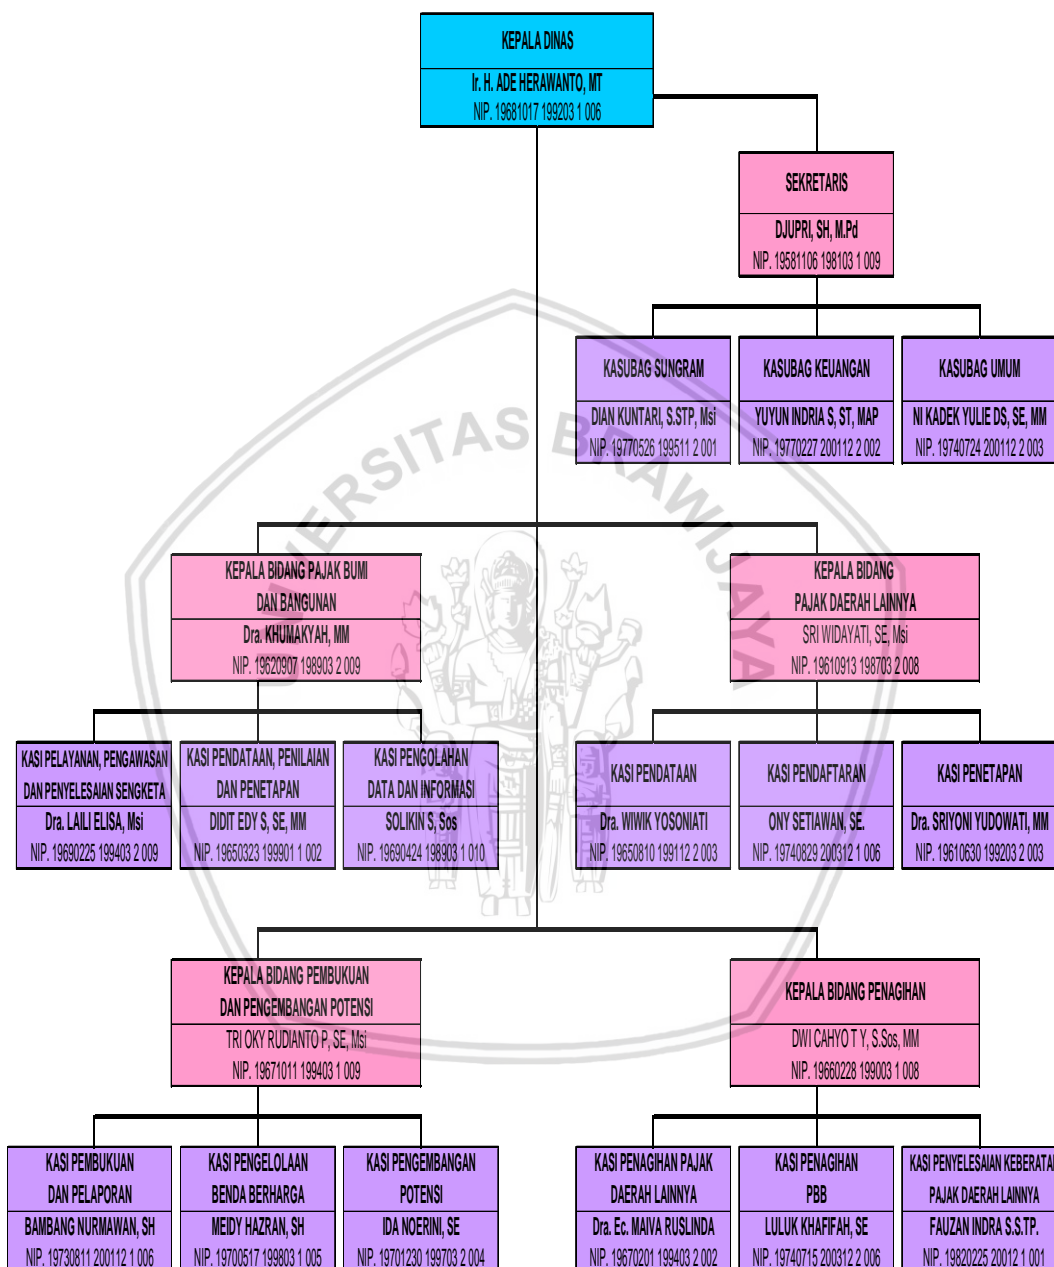 KEPALA DINAS
Ir. H. ADE HERAWANTO, MT
NIP. 19681017 199203 1 006
SEKRETARIS
DJUPRI, SH, M.Pd
NIP. 19581106 198103 1 009
KASUBAG SUNGRAM
DIAN KUNTARI, S.STP, Msi
NIP. 19770526 199511 2 001
KASUBAG KEUANGAN
YUYUN INDRIA S, ST, MAP
NIP. 19770227 200112 2 002
KASUBAG UMUM
NI KADEK YULIE DS, SE, MM
NIP. 19740724 200112 2 003
UNIVERSITAS BRAWIJAYA
KEPALA BIDANG PAJAK BUMI
DAN BANGUNAN
Dra. KHUMAKYAH, MM
NIP. 19620907 198903 2 009
KEPALA BIDANG
PAJAK DAERAH LAINNYA
SRI WIDAYATI, SE, Msi
NIP. 19610913 198703 2 008
KASI PELAYANAN, PENGAWASAN
DAN PENYELESAIAN SENGKETA
Dra. LAILI ELISA, Msi
NIP. 19690225 199403 2 009
KASI PENDATAAN, PENILAIAN
DAN PENETAPAN
DIDIT EDY S, SE, MM
NIP. 19650323 199901 1 002
KASI PENGOLAHAN
DATA DAN INFORMASI
SOLIKIN S, Sos
NIP. 19690424 198903 1 010
KASI PENDATAAN
Dra. WIWIK YOSONIATI
NIP. 19650810 199112 2 003
KASI PENDAFTARAN
ONY SETIAWAN, SE.
NIP. 19740829 200312 1 006
KASI PENETAPAN
Dra. SRIYONI YUDOWATI, MM
NIP. 19610630 199203 2 003
KEPALA BIDANG PEMBUKUAN
DAN PENGEMBANGAN POTENSI
TRI OKY RUDIANTO P, SE, Msi
NIP. 19671011 199403 1 009
KEPALA BIDANG PENAGIHAN
DWI CAHYO T Y, S.Sos, MM
NIP. 19660228 199003 1 008
KASI PEMBUKUAN
DAN PELAPORAN
BAMBANG NURMAWAN, SH
NIP. 19730811 200112 1 006
KASI PENGELOLAAN
BENDA BERHARGA
MEIDY HAZRAN, SH
NIP. 19700517 199803 1 005
KASI PENGEMBANGAN
POTENSI
IDA NOERINI, SE
NIP. 19701230 199703 2 004
KASI PENAGIHAN PAJAK
DAERAH LAINNYA
Dra. Ec. MAIVA RUSLINDA
NIP. 19670201 199403 2 002
KASI PENAGIHAN
PBB
LULUK KHAFIFAH, SE
NIP. 19740715 200312 2 006
KASI PENYELESAIAN KEBERATAN
PAJAK DAERAH LAINNYA
FAUZAN INDRA S.S.TP.
NIP. 19820225 20012 1 001